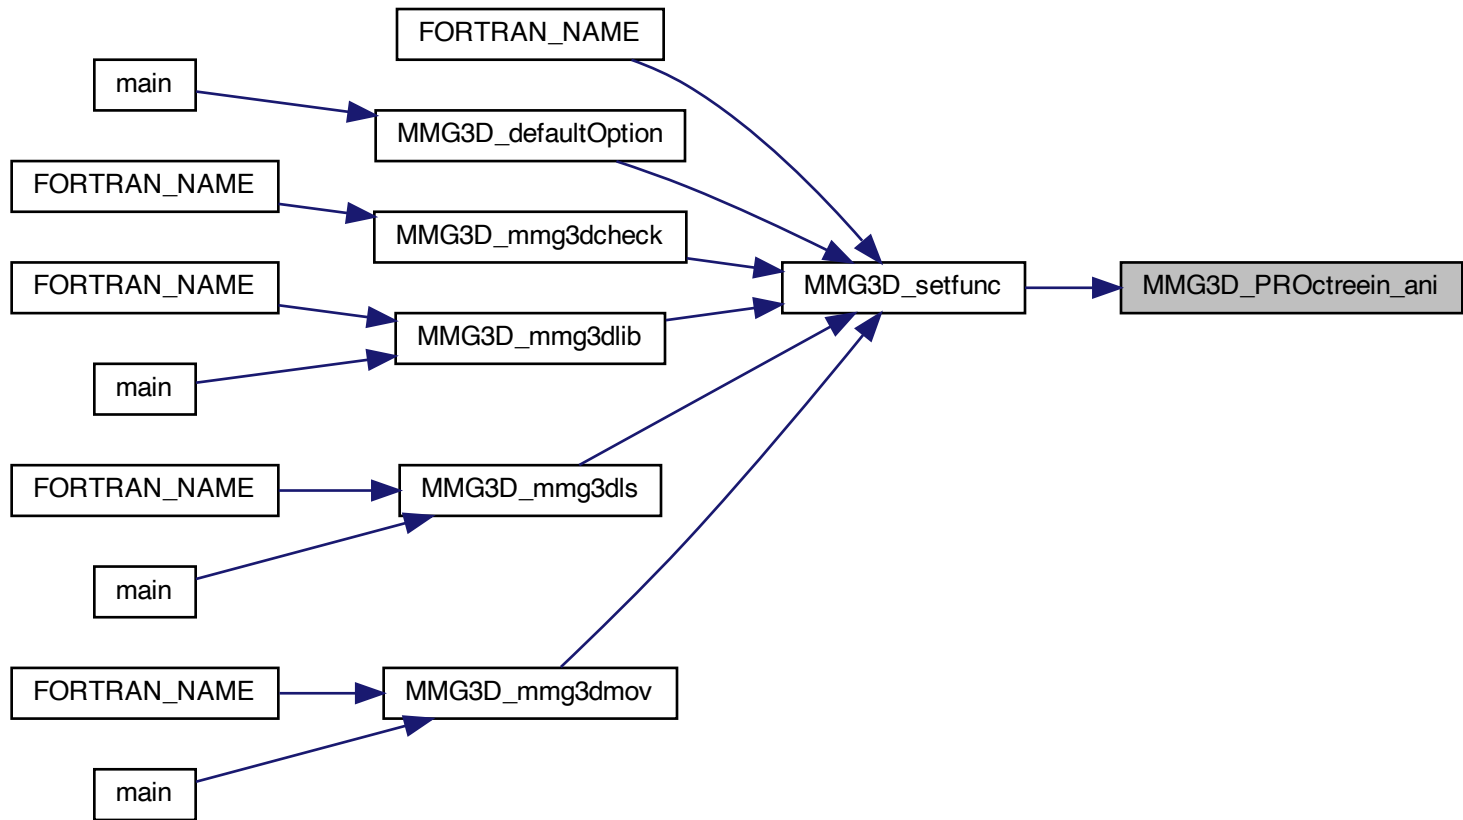 FORTRAN_NAME
main
MMG3D_defaultOption
FORTRAN_NAME
MMG3D_mmg3dcheck
FORTRAN_NAME
MMG3D_setfunc
MMG3D_PROctreein_ani
MMG3D_mmg3dlib
main
FORTRAN_NAME
MMG3D_mmg3dls
main
FORTRAN_NAME
MMG3D_mmg3dmov
main